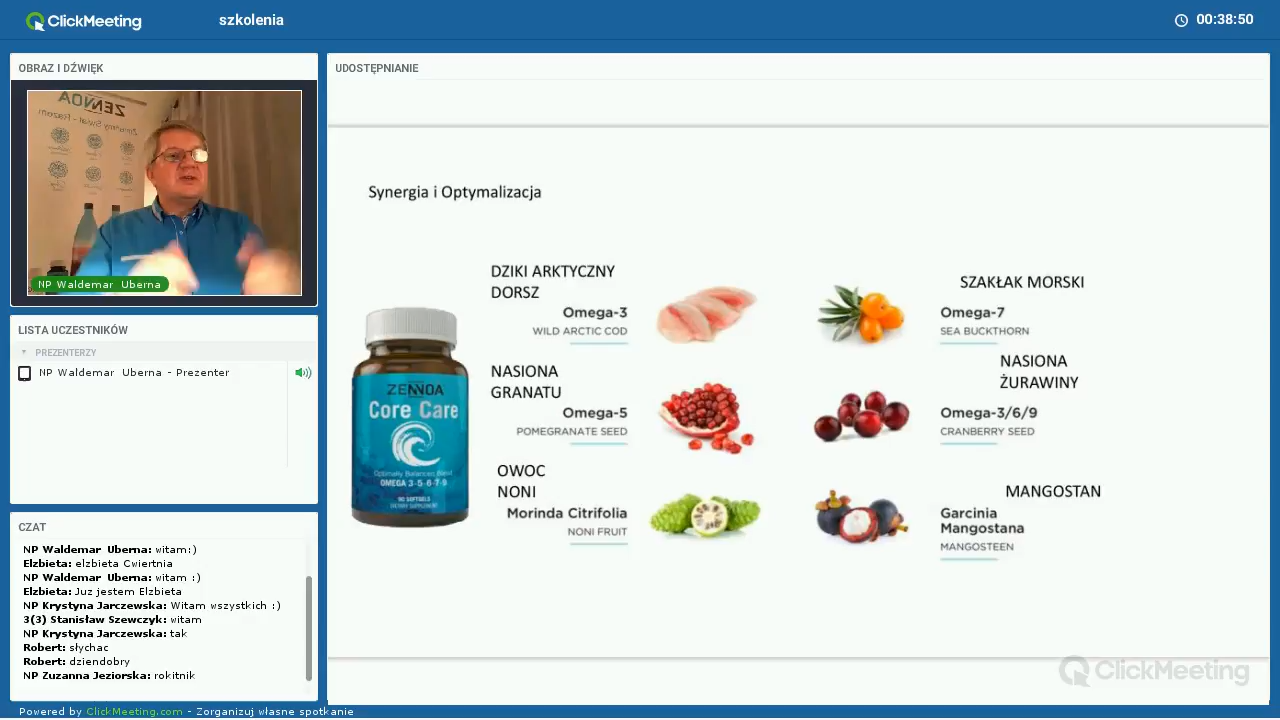 ClickMeeting
szkolenia
00:38:50
OBRAZ I DŹWIĘK
ZENNOA
NP Waldemar Uberna
LISTA UCZESTNIKÓW
PREZENTERZY
NP Waldemar Uberna - Prezenter
CZAT
NP Waldemar Uberna: witam:)
Elzbieta: elzbieta Cwiertnia
NP Waldemar Uberna: witam :)
Elzbieta: Juz jestem Elzbieta
NP Krystyna Jarczewska: Witam wszystkich :)
3(3) Stanisław Szewczyk: witam
NP Krystyna Jarczewska: tak
Robert: słychac
Robert: dziendobry
NP Zuzanna Jeziorska: rokitnik
Powered by ClickMeeting.com - Zorganizuj własne spotkanie
UDOSTĘPNIANIE
Synergia i Optymalizacja
ZENNOA
Core Care
Optimally Balanced Blend
OMEGA 3-5-6-7-9
90 SOFTGELS
DIETARY SUPPLEMENT
DZIKI ARKTYCZNY
DORSZ
Omega-3
WILD ARCTIC COD
NASIONA
GRANATU
Omega-5
POMEGRANATE SEED
OWOC
NONI
Morinda Citrifolia
NONI FRUIT
SZAKŁAK MORSKI
Omega-7
SEA BUCKTHORN
NASIONA
ŻURAWINY
Omega-3/6/9
CRANBERRY SEED
MANGOSTAN
Garcinia
Mangostana
MANGOSTEEN
ClickMeeting